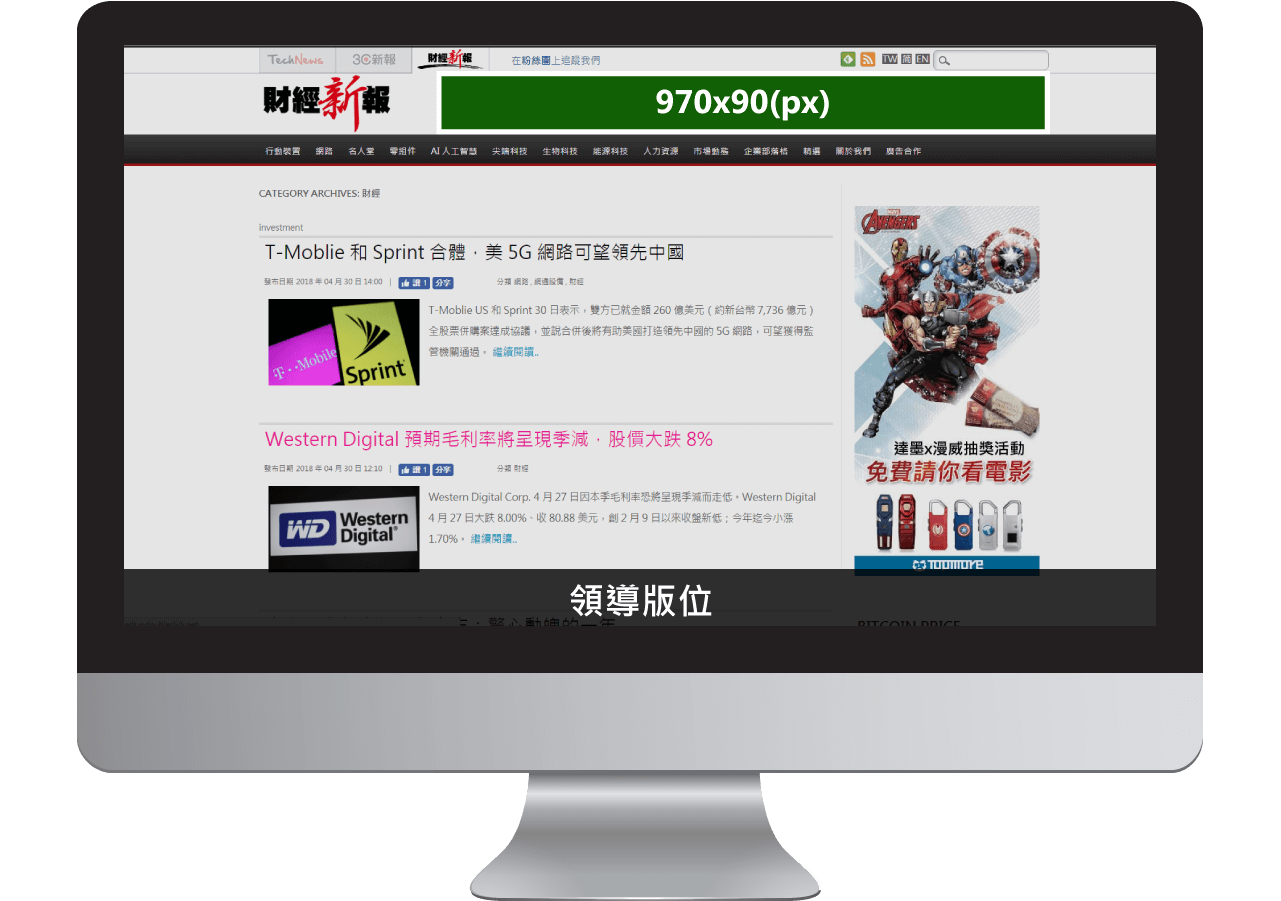 TechNews 3C新報 財經新報 在粉絲團上追蹤我們 TW 简 EN
財經新報
970x90(px)
行動裝置 網路 名人堂 零組件 AI 人工智慧 尖端科技 生物科技 能源科技 人力資源 市場動態 企業部落格 精選 關於我們 廣告合作
CATEGORY ARCHIVES: 財經
investment
T-Moblie 和 Sprint 合體，美 5G 網路可望領先中國
發布日期 2018 年 04 月 30 日 14:00 | 讚 1 分享 分類 網路 , 網通設備 , 財經
T-Moblie US 和 Sprint 30 日表示，雙方已就金額 260 億美元（約新台幣 7,736 億元）
全股票併購案達成協議，並說合併後將有助美國打造領先中國的 5G 網路，可望獲得監
管機關通過。 繼續閱讀..
T··Mobile
Sprint
Western Digital 預期毛利率將呈現季減，股價大跌 8%
發布日期 2018 年 04 月 30 日 12:10 | 讚 1 分享 分類 財經
Western Digital Corp. 4 月 27 日因本季毛利率恐將呈現季減而走低。Western Digital
4 月 27 日大跌 8.00%、收 80.88 美元，創 2 月 9 日以來收盤新低；今年迄今小漲
1.70%。 繼續閱讀..
WD Western
Digital®
MARVEL
AVENGERS
達墨x漫威抽獎活動
免費請你看電影
TOPMORE
領導版位
驚心動魄的一年
BITCOIN PRICE